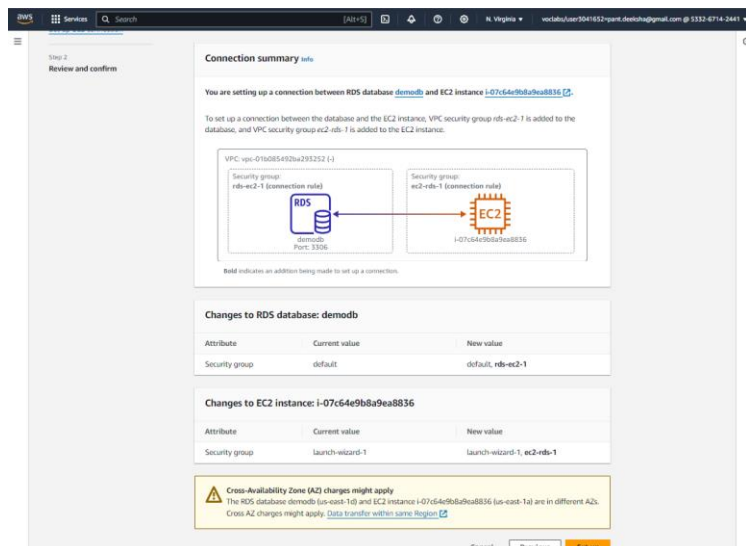 aws
Services
Search
[Alt+S]
N. Virginia
voclabs/user3041652=pant.deeksha@gmail.com @ 5332-6714-2441
Step 2
Review and confirm
Connection summary Info
You are setting up a connection between RDS database demodb and EC2 instance i-07c64e9b8a9ea8836.
To set up a connection between the database and the EC2 instance, VPC security group rds-ec2-1 is added to the
database, and VPC security group ec2-rds-1 is added to the EC2 instance.
VPC: vpc-01b085492ba293252 (-)
Security group:
rds-ec2-1 (connection rule)
RDS
demodb
Port: 3306
Security group:
ec2-rds-1 (connection rule)
EC2
i-07c64e9b8a9ea8836
Bold indicates an addition being made to set up a connection.
Changes to RDS database: demodb
Attribute Current value New value
Security group default default, rds-ec2-1
Changes to EC2 instance: i-07c64e9b8a9ea8836
Attribute Current value New value
Security group launch-wizard-1 launch-wizard-1, ec2-rds-1
Cross-Availability Zone (AZ) charges might apply
The RDS database demodb (us-east-1d) and EC2 instance i-07c64e9b8a9ea8836 (us-east-1a) are in different AZs.
Cross AZ charges might apply. Data transfer within same Region